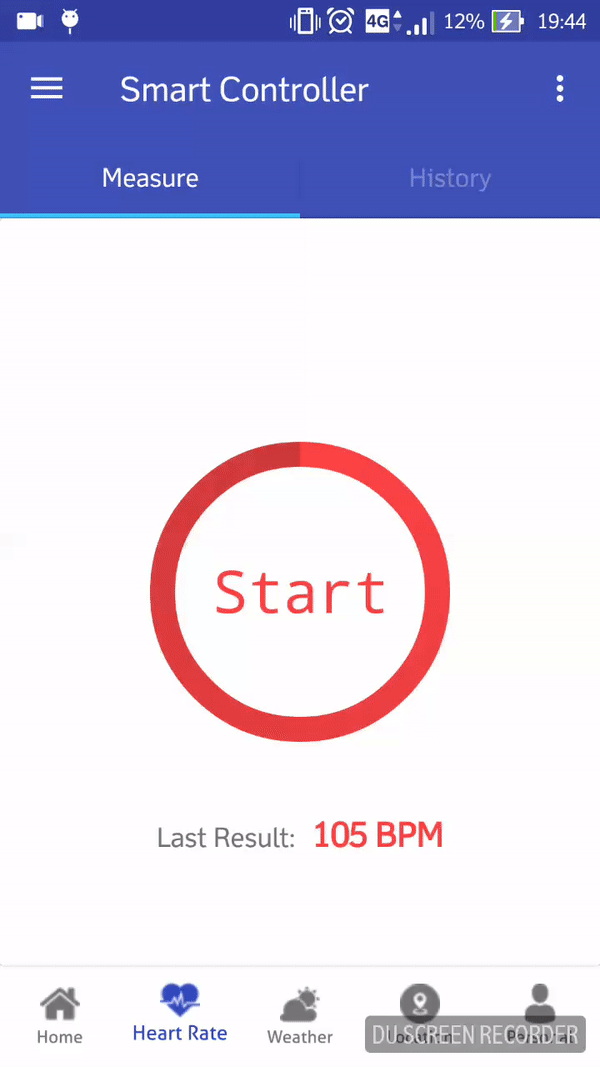 4G 12% 19:44
Smart Controller
Measure History
Start
Last Result: 105 BPM
Home Heart Rate Weather
DU SCREEN RECORDER